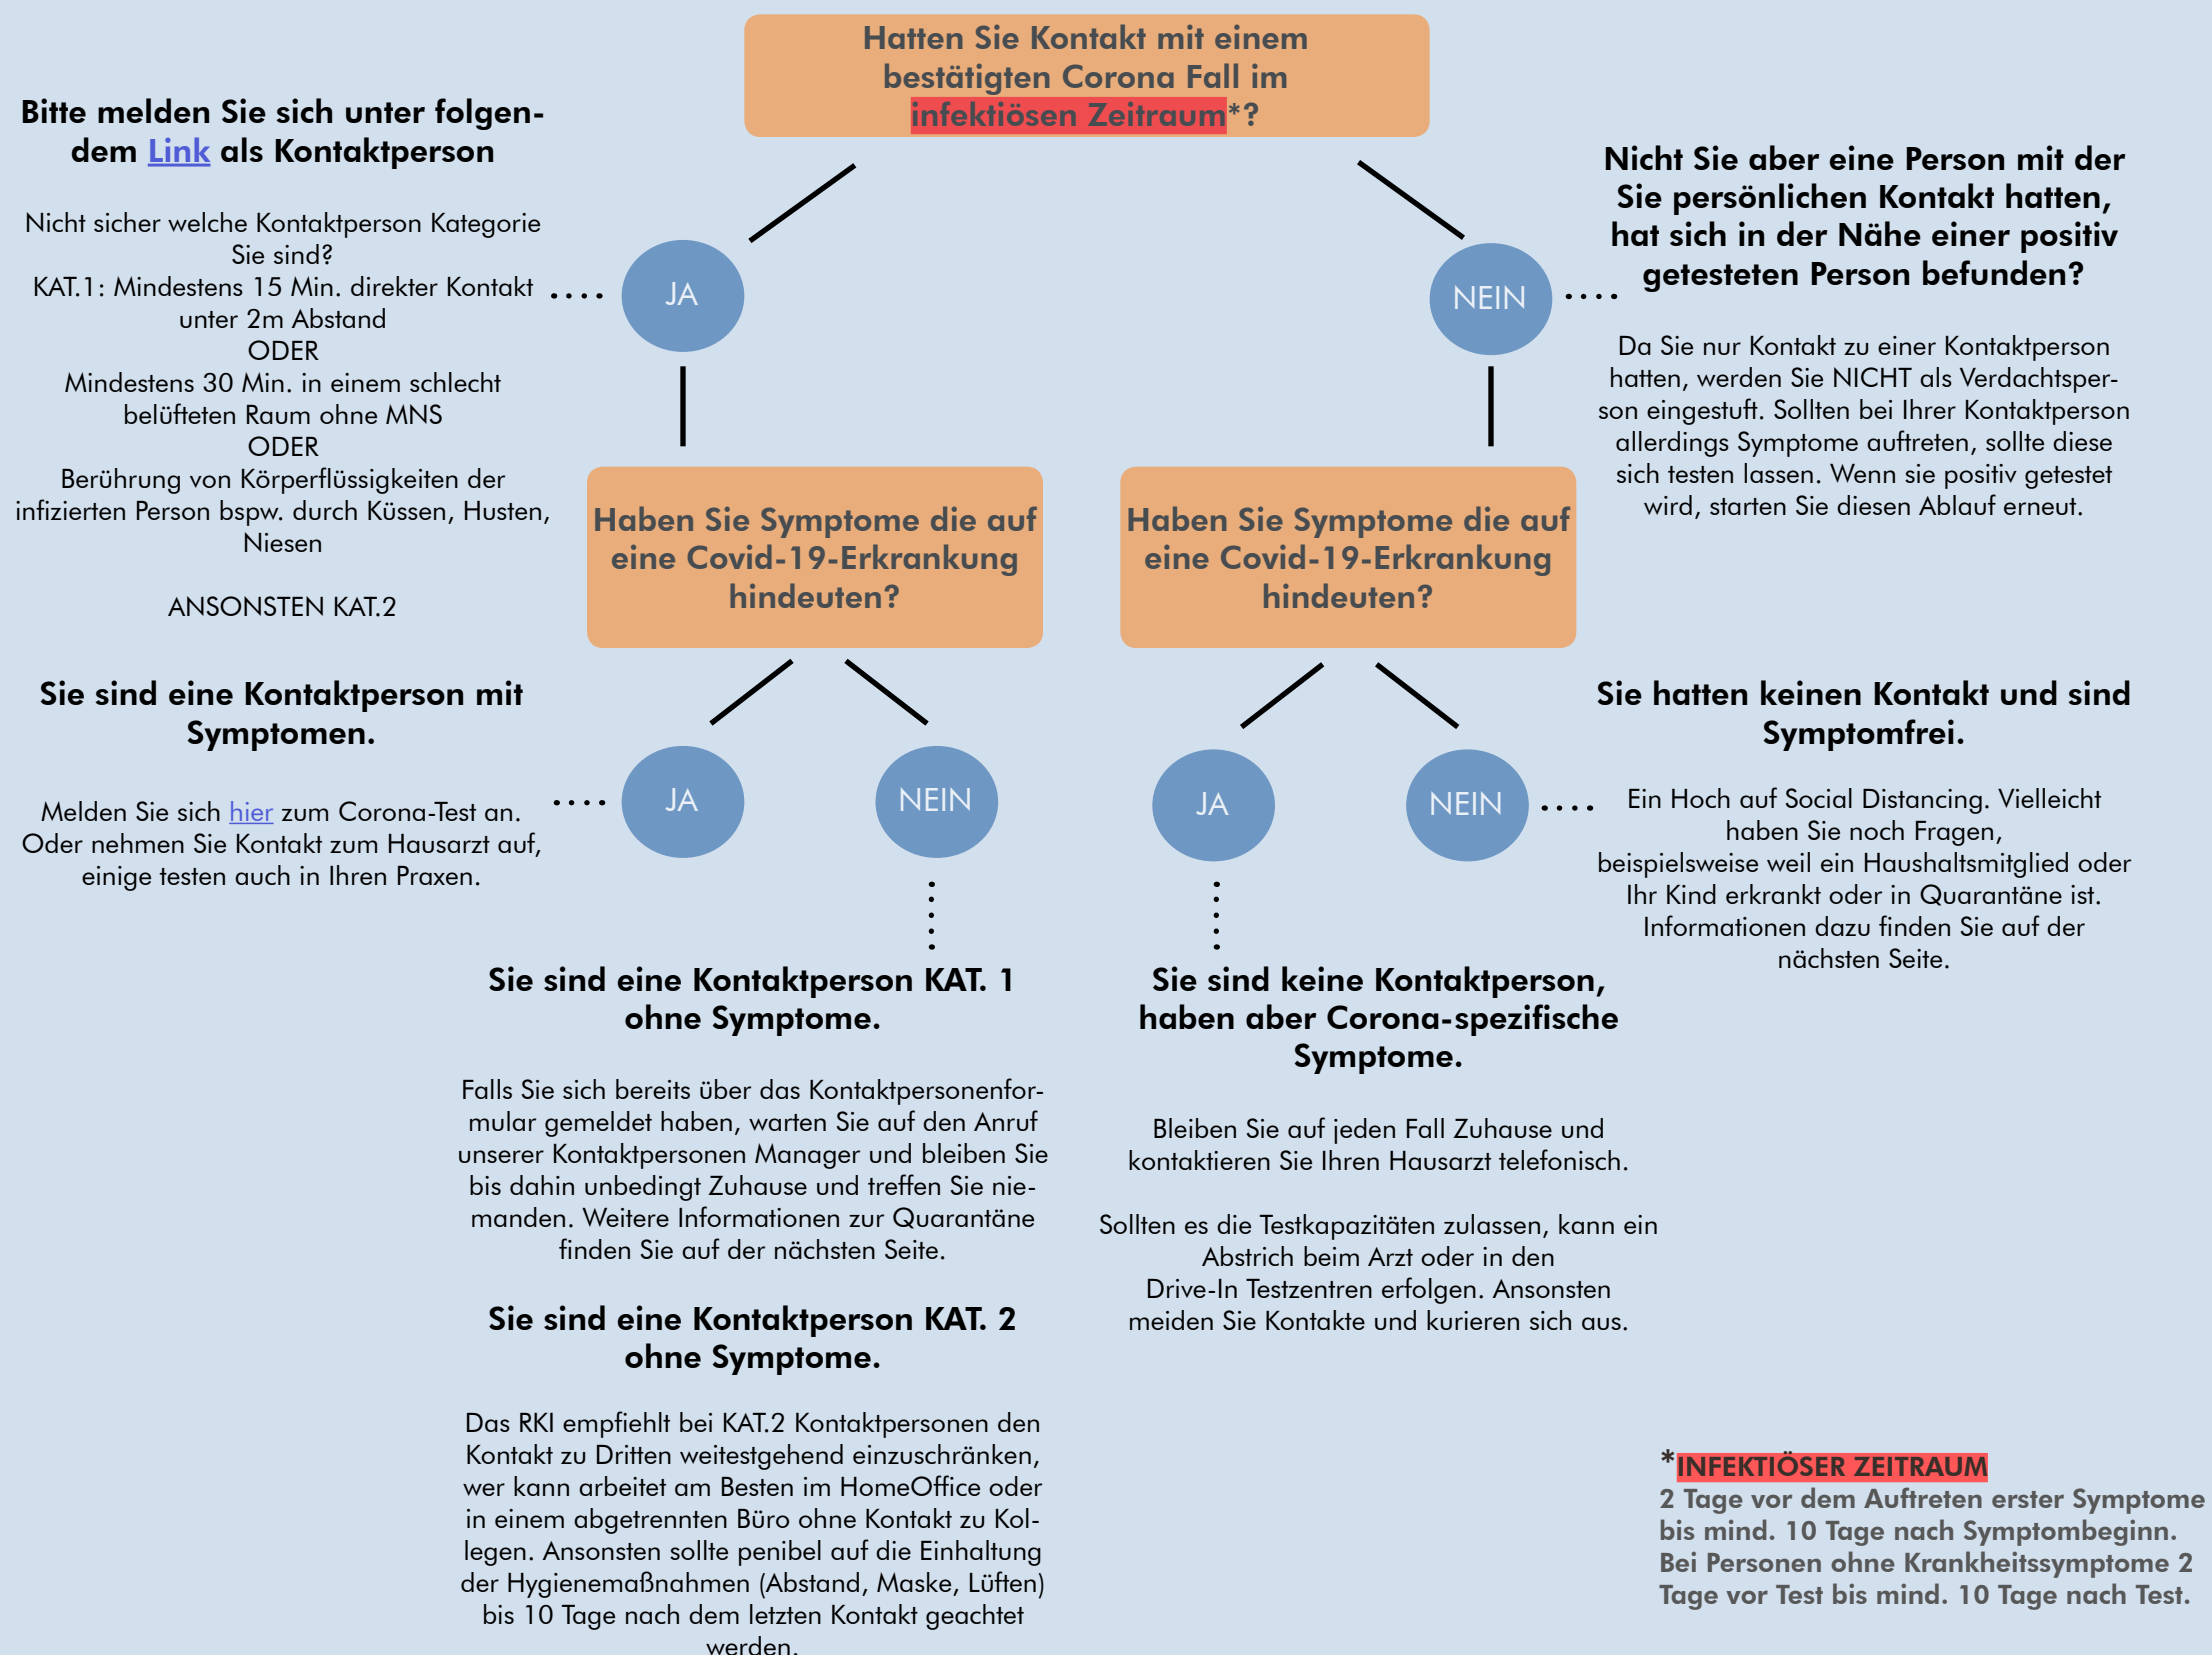 Hatten Sie Kontakt mit einem
bestätigten Corona Fall im
infektiösen Zeitraum*?
Bitte melden Sie sich unter folgen-
dem Link als Kontaktperson
Nicht sicher welche Kontaktperson Kategorie
Sie sind?
KAT.1: Mindestens 15 Min. direkter Kontakt
unter 2m Abstand
ODER
Mindestens 30 Min. in einem schlecht
belüfteten Raum ohne MNS
ODER
Berührung von Körperflüssigkeiten der
infizierten Person bspw. durch Küssen, Husten,
Niesen
ANSONSTEN KAT.2
JA
NEIN
Nicht Sie aber eine Person mit der
Sie persönlichen Kontakt hatten,
hat sich in der Nähe einer positiv
getesteten Person befunden?
Da Sie nur Kontakt zu einer Kontaktperson
hatten, werden Sie NICHT als Verdachtsper-
son eingestuft. Sollten bei Ihrer Kontaktperson
allerdings Symptome auftreten, sollte diese
sich testen lassen. Wenn sie positiv getestet
wird, starten Sie diesen Ablauf erneut.
Haben Sie Symptome die auf
eine Covid-19-Erkrankung
hindeuten?
Haben Sie Symptome die auf
eine Covid-19-Erkrankung
hindeuten?
Sie sind eine Kontaktperson mit
Symptomen.
Melden Sie sich hier zum Corona-Test an.
Oder nehmen Sie Kontakt zum Hausarzt auf,
einige testen auch in Ihren Praxen.
JA
NEIN
JA
NEIN
Sie hatten keinen Kontakt und sind
Symptomfrei.
Ein Hoch auf Social Distancing. Vielleicht
haben Sie noch Fragen,
beispielsweise weil ein Haushaltsmitglied oder
Ihr Kind erkrankt oder in Quarantäne ist.
Informationen dazu finden Sie auf der
nächsten Seite.
Sie sind eine Kontaktperson KAT. 1
ohne Symptome.
Falls Sie sich bereits über das Kontaktpersonenfor-
mular gemeldet haben, warten Sie auf den Anruf
unserer Kontaktpersonen Manager und bleiben Sie
bis dahin unbedingt Zuhause und treffen Sie nie-
manden. Weitere Informationen zur Quarantäne
finden Sie auf der nächsten Seite.
Sie sind eine Kontaktperson KAT. 2
ohne Symptome.
Das RKI empfiehlt bei KAT.2 Kontaktpersonen den
Kontakt zu Dritten weitestgehend einzuschränken,
wer kann arbeitet am Besten im HomeOffice oder
in einem abgetrennten Büro ohne Kontakt zu Kol-
legen. Ansonsten sollte penibel auf die Einhaltung
der Hygienemaßnahmen (Abstand, Maske, Lüften)
bis 10 Tage nach dem letzten Kontakt geachtet
werden.
Sie sind keine Kontaktperson,
haben aber Corona-spezifische
Symptome.
Bleiben Sie auf jeden Fall Zuhause und
kontaktieren Sie Ihren Hausarzt telefonisch.
Sollten es die Testkapazitäten zulassen, kann ein
Abstrich beim Arzt oder in den
Drive-In Testzentren erfolgen. Ansonsten
meiden Sie Kontakte und kurieren sich aus.
*INFEKTIÖSER ZEITRAUM
2 Tage vor dem Auftreten erster Symptome
bis mind. 10 Tage nach Symptombeginn.
Bei Personen ohne Krankheitssymptome 2
Tage vor Test bis mind. 10 Tage nach Test.